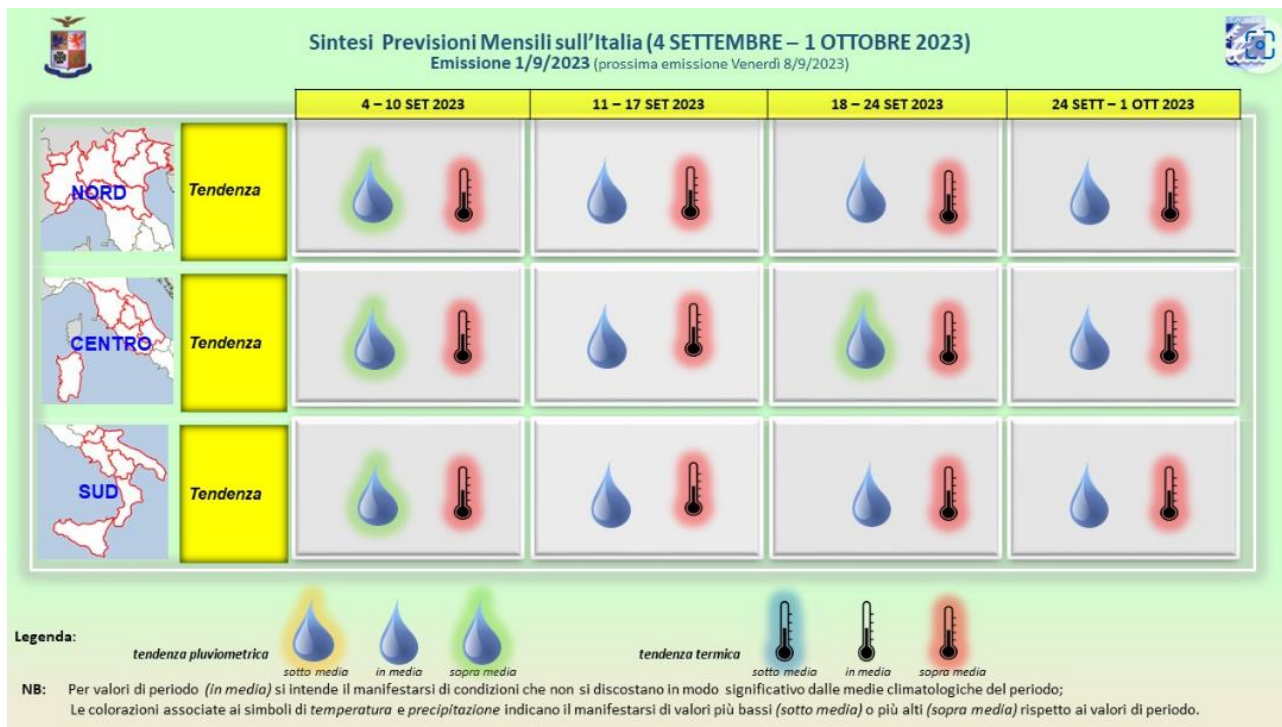 Sintesi Previsioni Mensili sull'Italia (4 SETTEMBRE – 1 OTTOBRE 2023)
Emissione 1/9/2023 (prossima emissione Venerdì 8/9/2023)
4 – 10 SET 2023
11 – 17 SET 2023
18 – 24 SET 2023
24 SETT – 1 OTT 2023
NORD
Tendenza
CENTRO
Tendenza
SUD
Tendenza
Legenda:
tendenza pluviometrica
sotto media
in media
sopra media
tendenza termica
sotto media
in media
sopra media
NB: Per valori di periodo (in media) si intende il manifestarsi di condizioni che non si discostano in modo significativo dalle medie climatologiche del periodo;
Le colorazioni associate ai simboli di temperatura e precipitazione indicano il manifestarsi di valori più bassi (sotto media) o più alti (sopra media) rispetto ai valori di periodo.